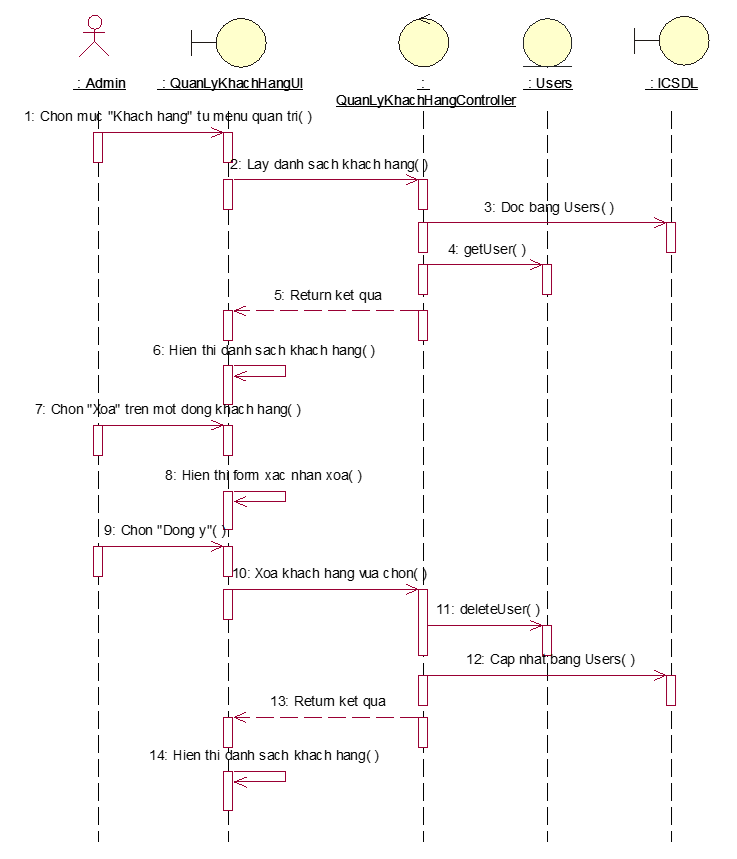 : Admin
: QuanLyKhachHangUI
:
QuanLyKhachHangController
: Users
: ICSDL
1: Chon muc "Khach hang" tu menu quan tri( )
2: Lay danh sach khach hang( )
3: Doc bang Users( )
4: getUser( )
5: Return ket qua
6: Hien thi danh sach khach hang( )
7: Chon "Xoa" tren mot dong khach hang( )
8: Hien thi form xac nhan xoa( )
9: Chon "Dong y"( )
10: Xoa khach hang vua chon( )
11: deleteUser( )
12: Cap nhat bang Users( )
13: Return ket qua
14: Hien thi danh sach khach hang( )